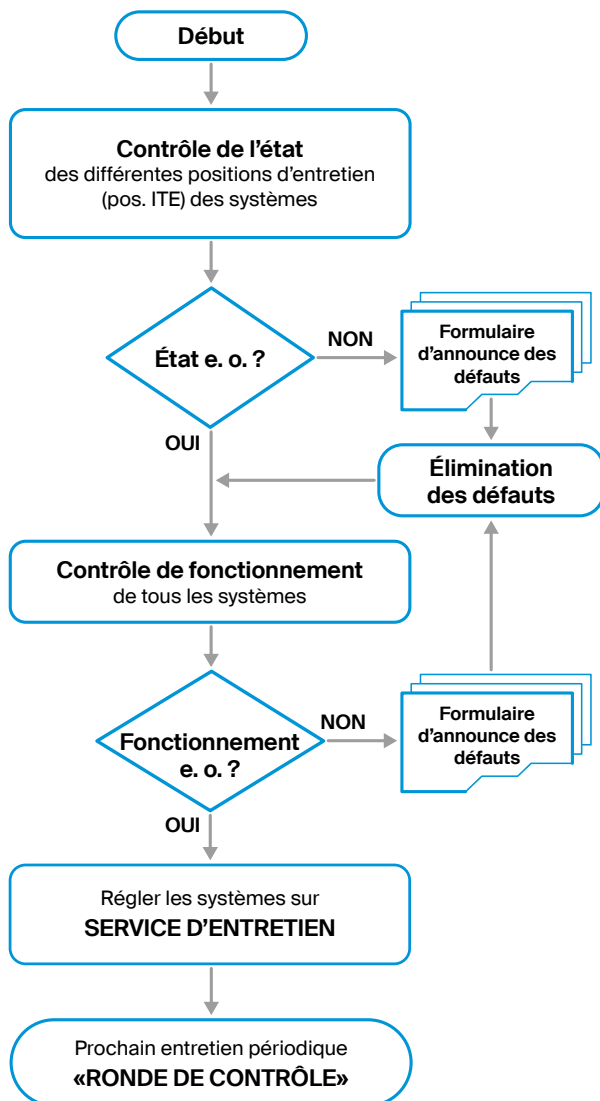 Début
Contrôle de l’état
des différentes positions d’entretien
(pos. ITE) des systèmes
État e. o. ?
NON
Formulaire
d’announce des
défauts
OUI
Élimination
des défauts
Contrôle de fonctionnement
de tous les systèmes
Fonctionnement
e. o. ?
NON
Formulaire
d’announce des
défauts
OUI
Régler les systèmes sur
SERVICE D’ENTRETIEN
Prochain entretien périodique
«RONDE DE CONTRÔLE»